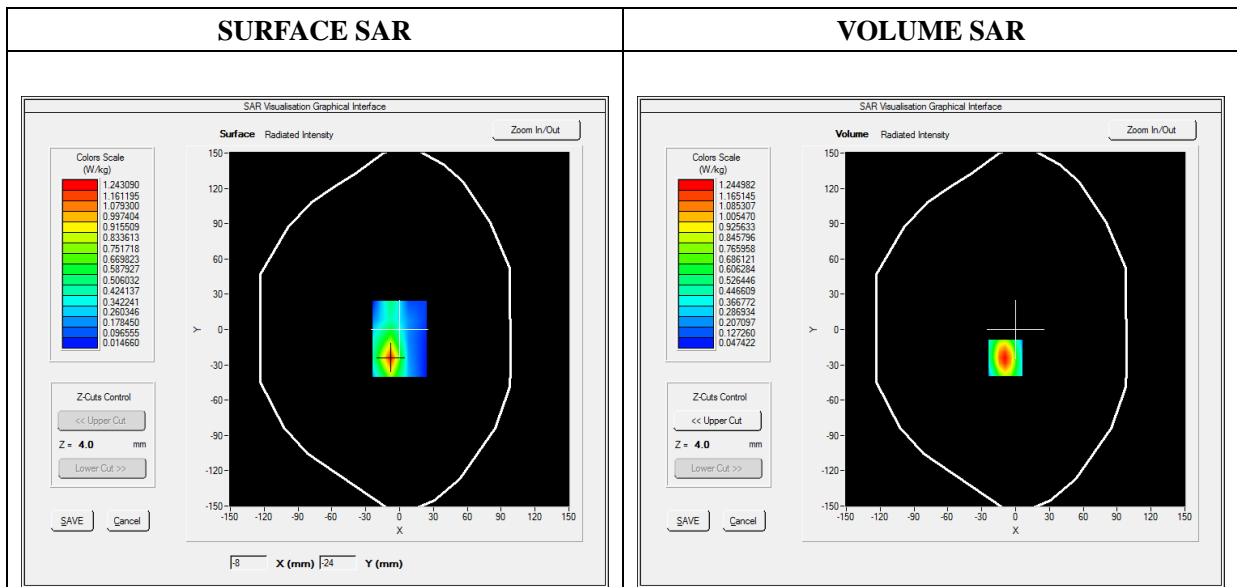 SURFACE SAR
VOLUME SAR
SAR Visualisation Graphical Interface
Surface Radiated Intensity
Zoom In/Out
Colors Scale
(W/kg)
1.243090
1.161195
1.079300
0.997404
0.915509
0.833613
0.751718
0.669823
0.587927
0.506032
0.424137
0.342241
0.260346
0.178450
0.096555
0.014660
Z-Cuts Control
<< Upper Cut
Z = 4.0 mm
Lower Cut >>
SAVE Cancel
150
120
90
60
30
0
-30
-60
-90
-120
-150
Y
-150 -120 -90 -60 -30 0 30 60 90 120 150
X
-8 X (mm) -24 Y (mm)
SAR Visualisation Graphical Interface
Volume Radiated Intensity
Zoom In/Out
Colors Scale
(W/kg)
1.244982
1.165145
1.085307
1.005470
0.925633
0.845796
0.765958
0.686121
0.606284
0.526446
0.446609
0.366772
0.286934
0.207097
0.127260
0.047422
Z-Cuts Control
<< Upper Cut
Z = 4.0 mm
Lower Cut >>
SAVE Cancel
150
120
90
60
30
0
-30
-60
-90
-120
-150
Y
-150 -120 -90 -60 -30 0 30 60 90 120 150
X